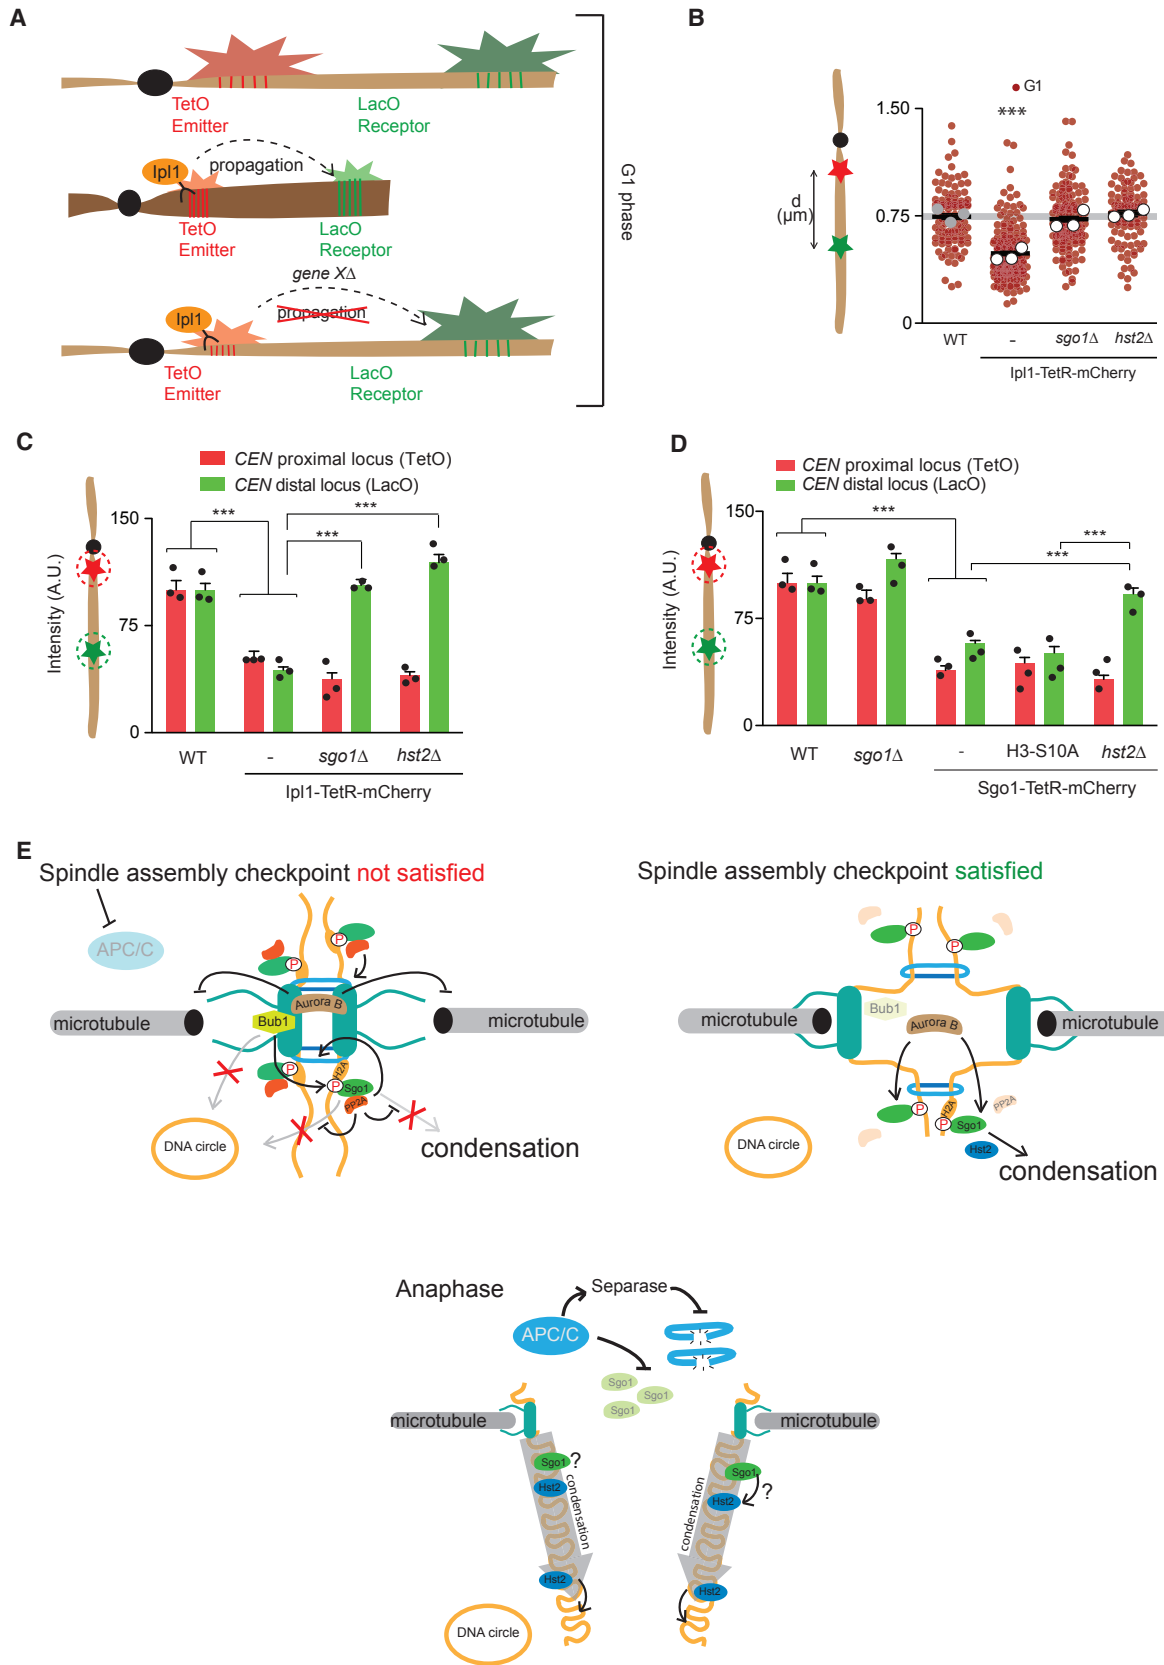 A
TetO
Emitter
LacO
Receptor
Ipl1
propagation
TetO
Emitter
LacO
Receptor
gene XΔ
Ipl1
propagation
TetO
Emitter
LacO
Receptor
G1 phase
B
d
(µm)
G1
***
1.50
0.75
0
WT
-
sgo1Δ
hst2Δ
Ipl1-TetR-mCherry
C
CEN proximal locus (TetO)
CEN distal locus (LacO)
Intensity (A.U.)
150
75
0
***
***
***
WT
-
sgo1Δ
hst2Δ
Ipl1-TetR-mCherry
D
CEN proximal locus (TetO)
CEN distal locus (LacO)
Intensity (A.U.)
150
75
0
***
***
***
WT
sgo1Δ
-
H3-S10A
hst2Δ
Sgo1-TetR-mCherry
E
Spindle assembly checkpoint not satisfied
APC/C
P
P
Aurora B
Bub1
microtubule
microtubule
P
H2A
P
Sgo1
PP2A
DNA circle
condensation
Spindle assembly checkpoint satisfied
P
P
Bub1
Aurora B
microtubule
microtubule
P
H2A
P
Sgo1
PP2A
Hst2
DNA circle
condensation
Anaphase
Separase
APC/C
Sgo1
Sgo1
Sgo1
microtubule
microtubule
Sgo1
?
Hst2
condensation
Hst2
Sgo1
?
Hst2
condensation
Hst2
DNA circle